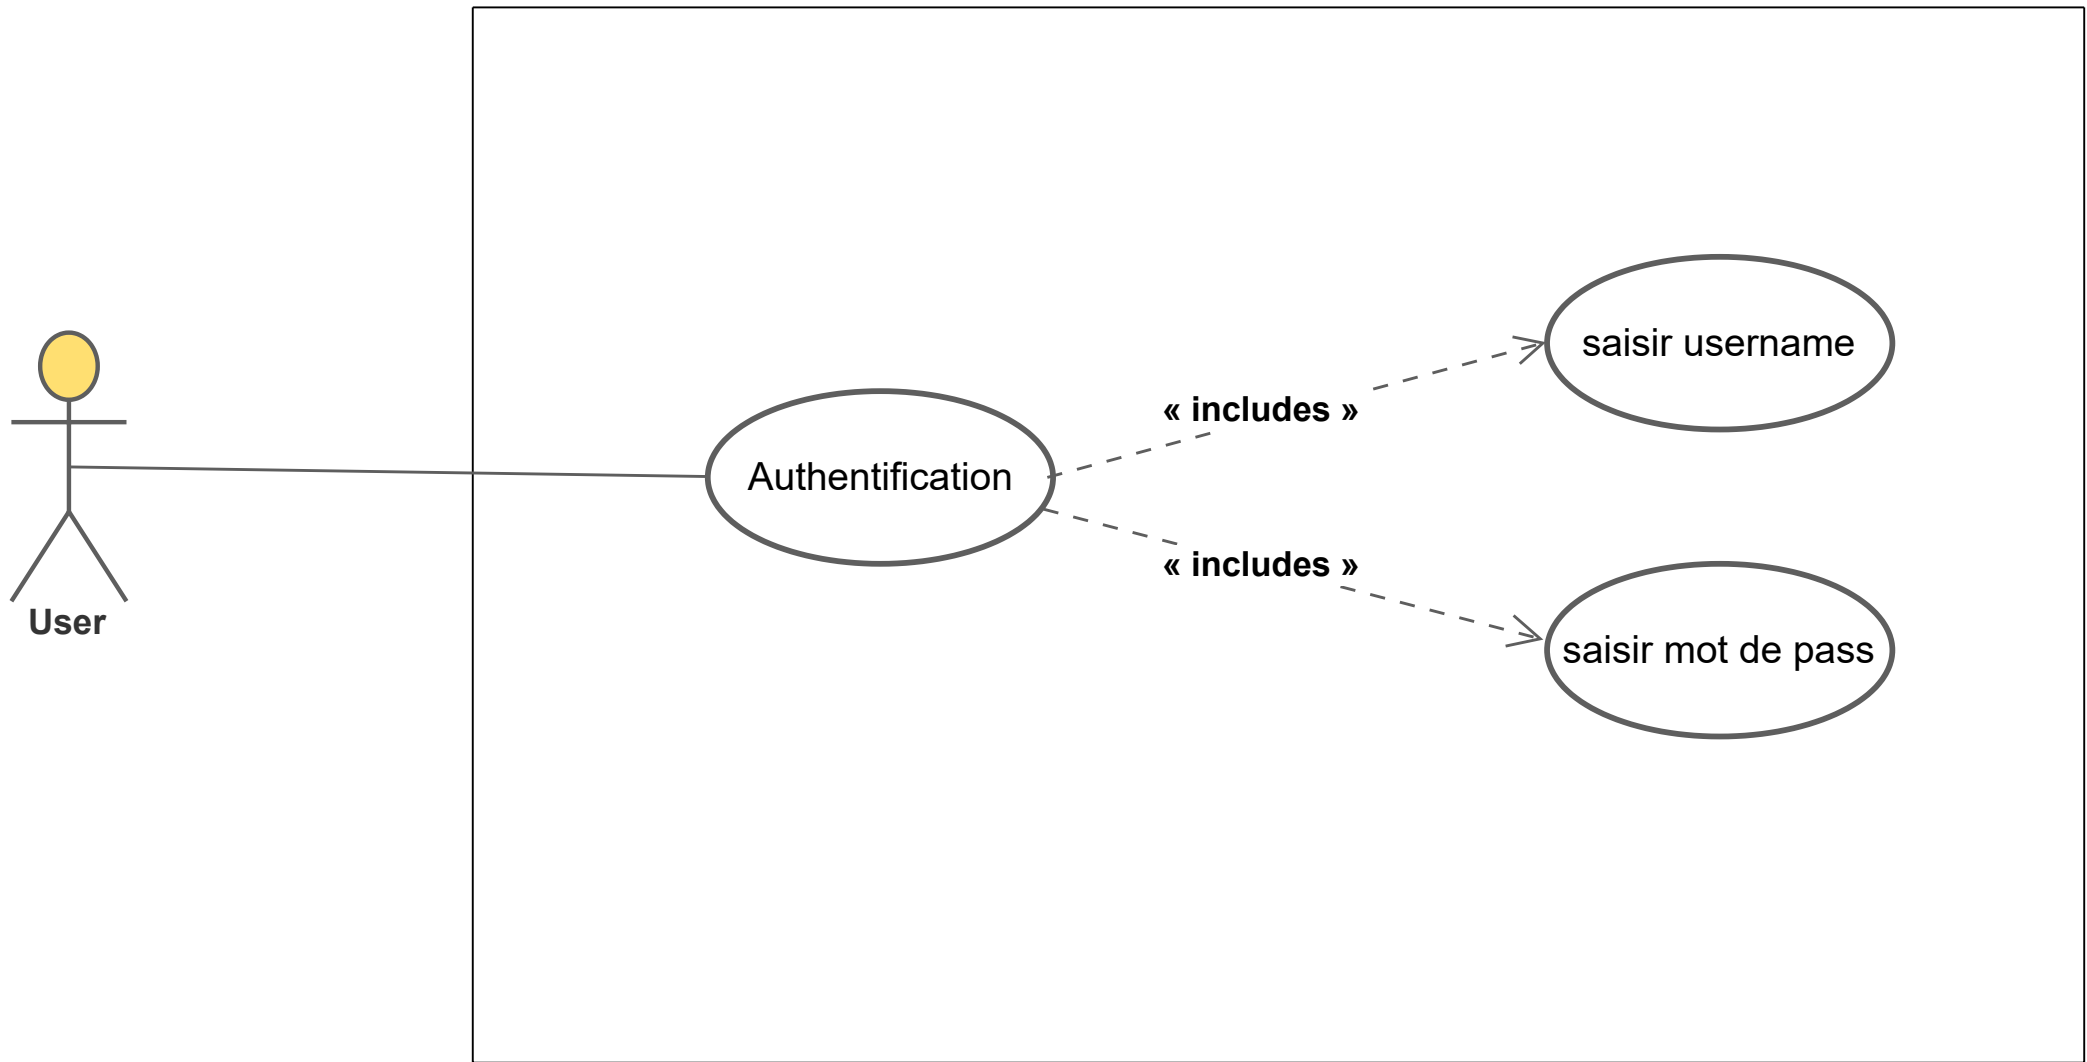 saisir username
« includes »
Authentification
« includes »
User
saisir mot de pass